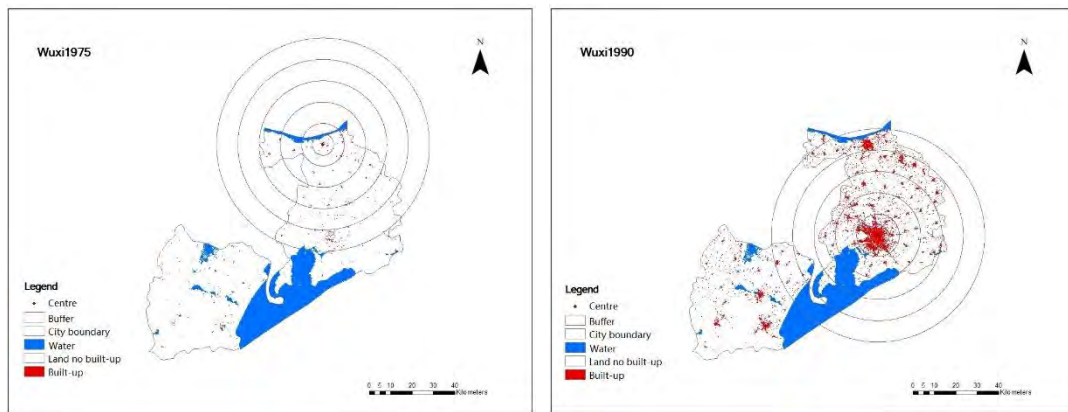 Wuxi1975
N
Legend
Centre
Buffer
City boundary
Water
Land no built-up
Built-up
0 5 10 20 30 40
Kilometers
Wuxi1990
N
Legend
Centre
Buffer
City boundary
Water
Land no built-up
Built-up
0 5 10 20 30 40
Kilometers